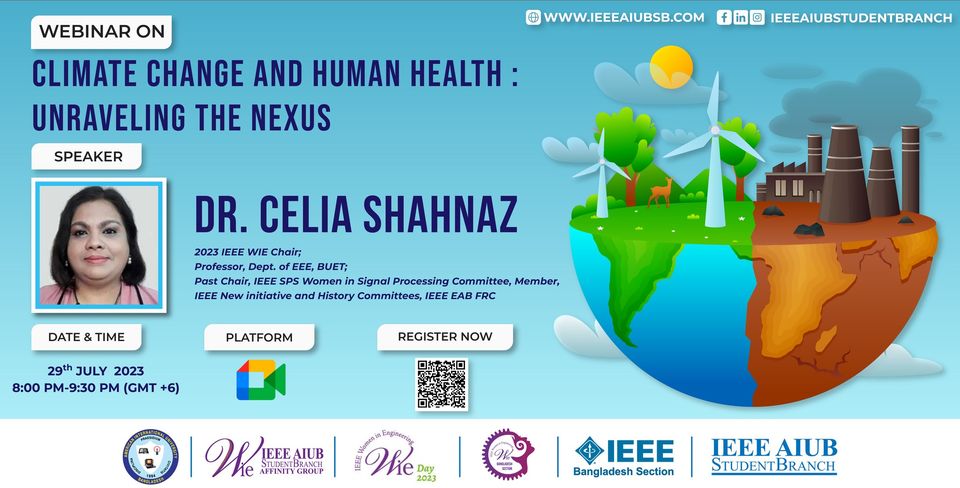 WEBINAR ON
WWW.IEEEAIUBSB.COM
IEEEAIUBSTUDENTBRANCH
CLIMATE CHANGE AND HUMAN HEALTH :
UNRAVELING THE NEXUS
SPEAKER
DR. CELIA SHAHNAZ
2023 IEEE WIE Chair;
Professor, Dept. of EEE, BUET;
Past Chair, IEEE SPS Women in Signal Processing Committee, Member,
IEEE New initiative and History Committees, IEEE EAB FRC
DATE & TIME
PLATFORM
REGISTER NOW
29th JULY 2023
8:00 PM-9:30 PM (GMT +6)
Wie IEEE AIUB
STUDENTBRANCH
AFFINITY GROUP
IEEE Women in Engineering
Wie Day
2023
IEEE
Bangladesh Section
IEEE AIUB
STUDENTBRANCH